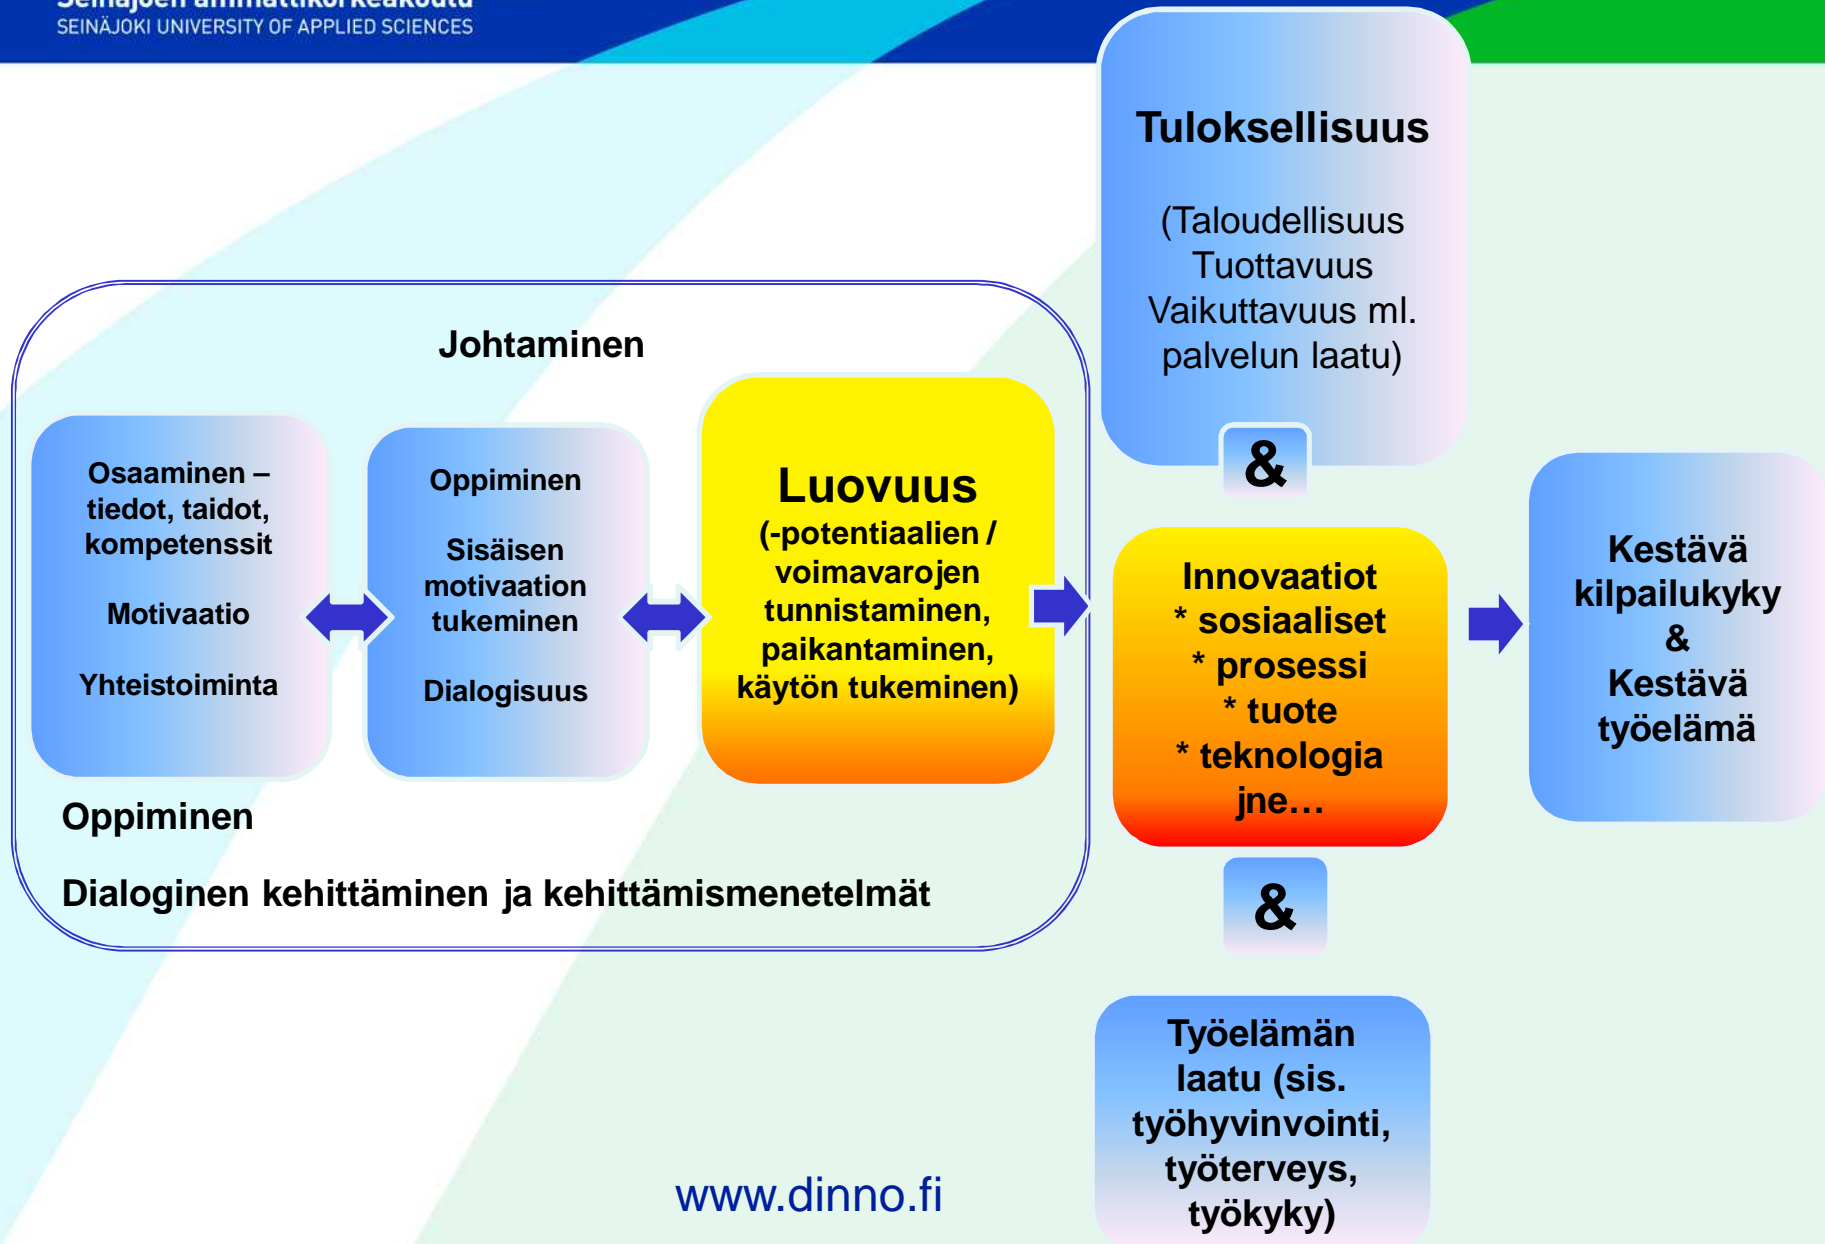 Seinäjoen ammattikorkeakoulu
SEINÄJOKI UNIVERSITY OF APPLIED SCIENCES
Johtaminen
Osaaminen –
tiedot, taidot,
kompetenssit
Motivaatio
Yhteistoiminta
Oppiminen
Sisäisen
motivaation
tukeminen
Dialogisuus
Luovuus
(-potentiaalien /
voimavarojen
tunnistaminen,
paikantaminen,
käytön tukeminen)
Oppiminen
Dialoginen kehittäminen ja kehittämismenetelmät
Tuloksellisuus
(Taloudellisuus
Tuottavuus
Vaikuttavuus ml.
palvelun laatu)
&
Innovaatiot
* sosiaaliset
* prosessi
* tuote
* teknologia
jne…
&
Työelämän
laatu (sis.
työhyvinvointi,
työterveys,
työkyky)
Kestävä
kilpailukyky
&
Kestävä
työelämä
www.dinno.fi